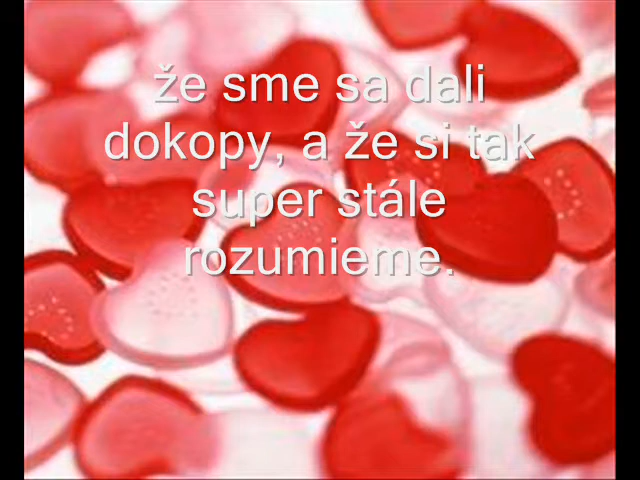 že sme sa dali
dokopy, a že si tak
super stále
rozumieme.